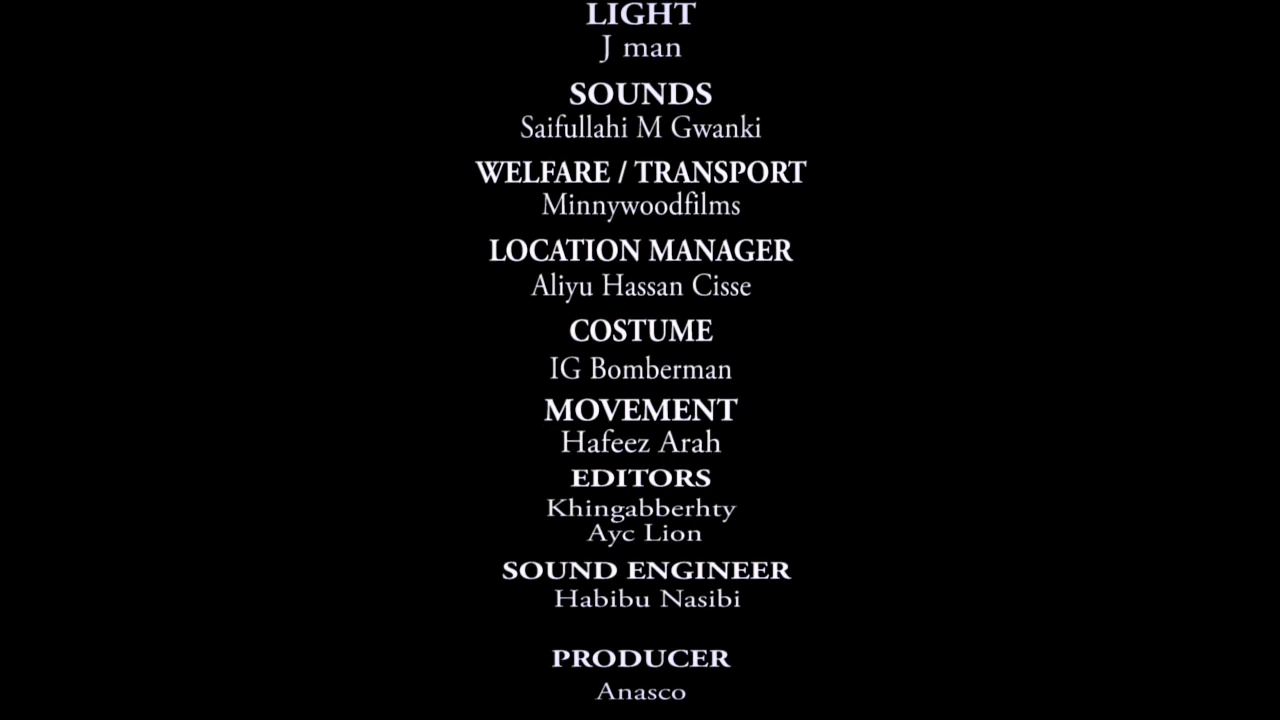 LIGHT
J man
SOUNDS
Saifullahi M Gwanki
WELFARE / TRANSPORT
Minnywoodfilms
LOCATION MANAGER
Aliyu Hassan Cisse
COSTUME
IG Bomberman
MOVEMENT
Hafeez Arah
EDITORS
Khingabberhty
Ayc Lion
SOUND ENGINEER
Habibu Nasibi
PRODUCER
Anasco